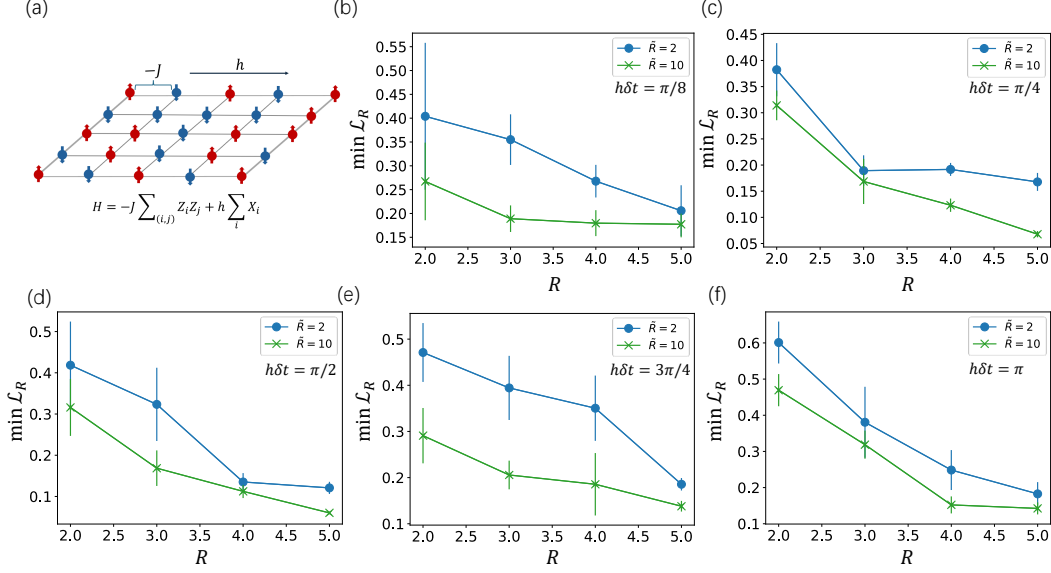 (a)
−J
h
H = −J ∑_(i,j) Z_i Z_j + h ∑_i X_i
(b)
R̃ = 2
R̃ = 10
hδt = π/8
min ℒ_R
0.55
0.50
0.45
0.40
0.35
0.30
0.25
0.20
0.15
2.0 2.5 3.0 3.5 4.0 4.5 5.0
R
(c)
R̃ = 2
R̃ = 10
hδt = π/4
min ℒ_R
0.45
0.40
0.35
0.30
0.25
0.20
0.15
0.10
0.05
2.0 2.5 3.0 3.5 4.0 4.5 5.0
R
(d)
R̃ = 2
R̃ = 10
hδt = π/2
min ℒ_R
0.5
0.4
0.3
0.2
0.1
2.0 2.5 3.0 3.5 4.0 4.5 5.0
R
(e)
R̃ = 2
R̃ = 10
hδt = 3π/4
min ℒ_R
0.5
0.4
0.3
0.2
0.1
2.0 2.5 3.0 3.5 4.0 4.5 5.0
R
(f)
R̃ = 2
R̃ = 10
hδt = π
min ℒ_R
0.6
0.5
0.4
0.3
0.2
0.1
2.0 2.5 3.0 3.5 4.0 4.5 5.0
R